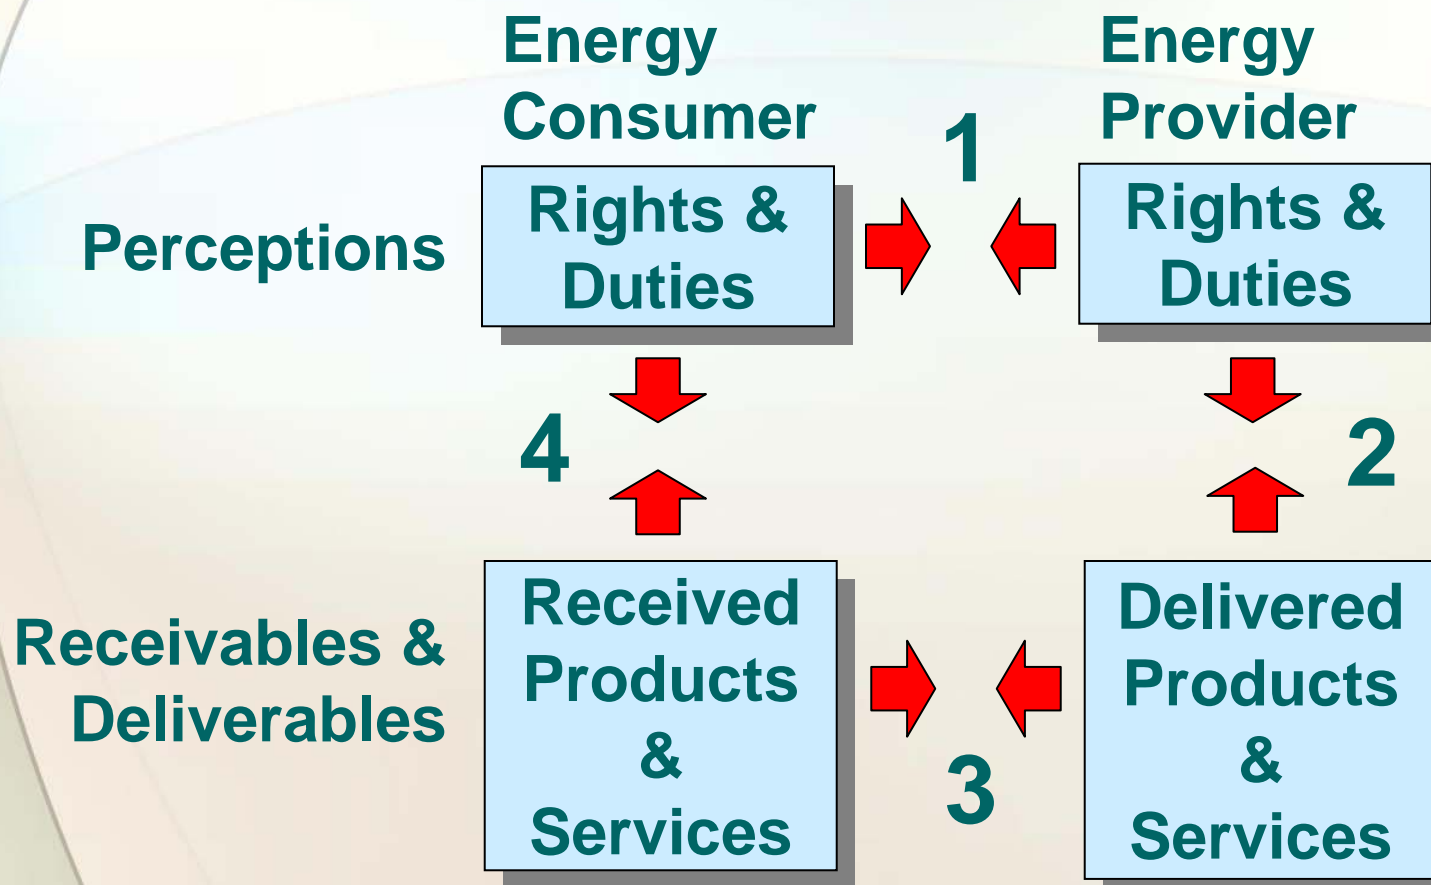 Energy
Consumer
Energy
Provider
1
Perceptions
Rights &
Duties
Rights &
Duties
4
2
Receivables &
Deliverables
Received
Products
&
Services
3
Delivered
Products
&
Services